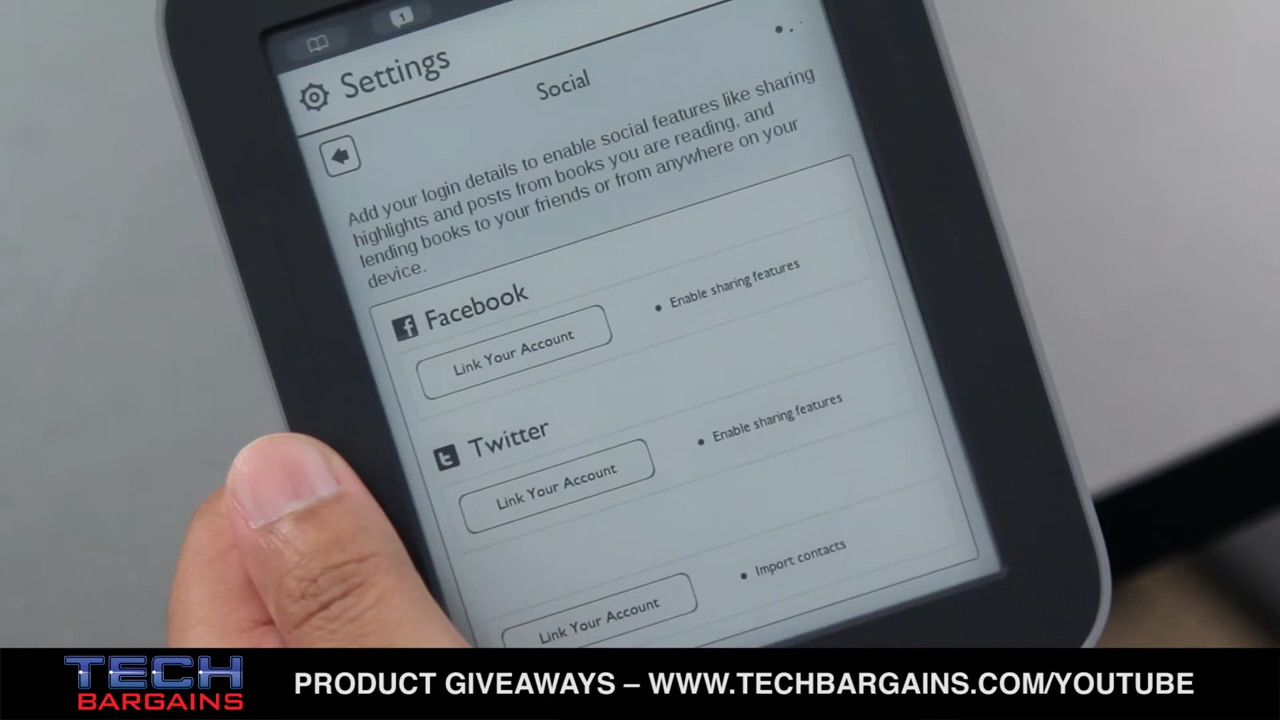 1
Settings
Social
Add your login details to enable social features like sharing
highlights and posts from books you are reading, and
lending books to your friends or from anywhere on your
device.
Facebook
Link Your Account
• Enable sharing features
Twitter
Link Your Account
• Enable sharing features
Link Your Account
• Import contacts
TECH
BARGAINS
PRODUCT GIVEAWAYS – WWW.TECHBARGAINS.COM/YOUTUBE